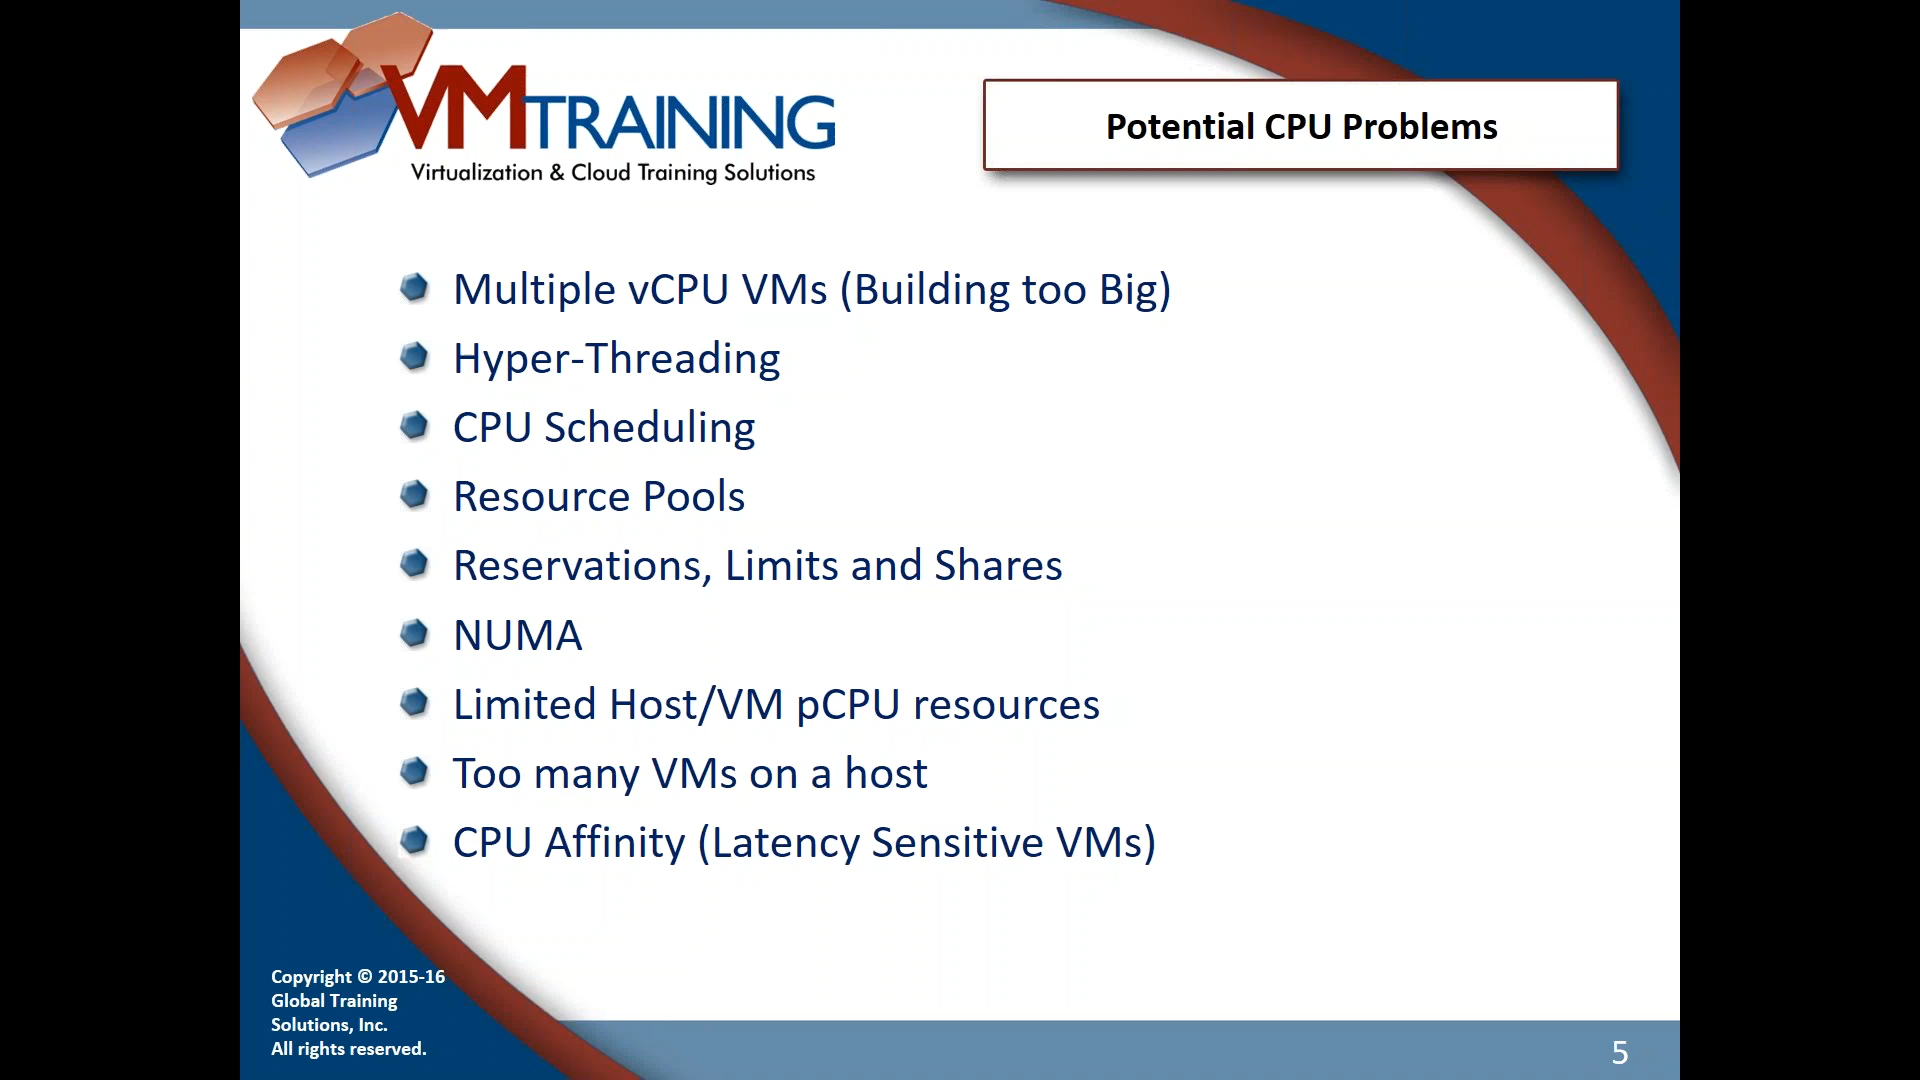 VMTRAINING
Virtualization & Cloud Training Solutions
Potential CPU Problems
Multiple vCPU VMs (Building too Big)
Hyper-Threading
CPU Scheduling
Resource Pools
Reservations, Limits and Shares
NUMA
Limited Host/VM pCPU resources
Too many VMs on a host
CPU Affinity (Latency Sensitive VMs)
Copyright © 2015-16
Global Training
Solutions, Inc.
All rights reserved.
5